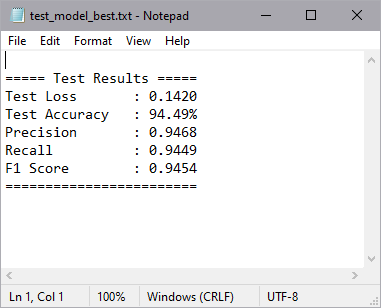 test_model_best.txt - Notepad
File Edit Format View Help
===== Test Results =====
Test Loss       : 0.1420
Test Accuracy   : 94.49%
Precision       : 0.9468
Recall          : 0.9449
F1 Score        : 0.9454
========================
Ln 1, Col 1 100% Windows (CRLF) UTF-8